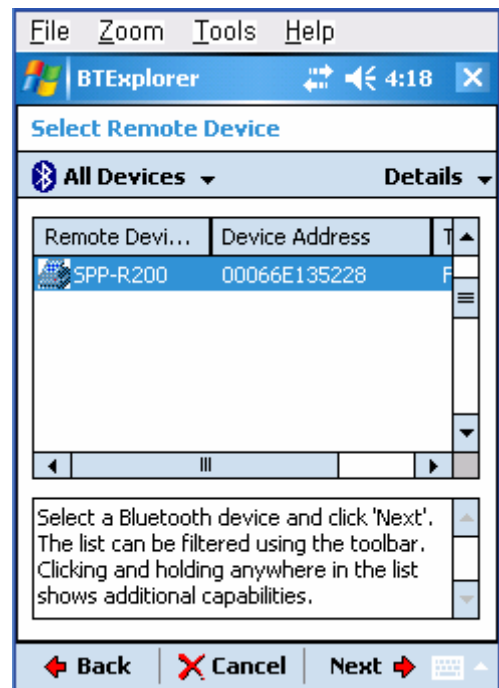 File Zoom Tools Help
BTExplorer 4:18
Select Remote Device
All Devices Details
Remote Devi... Device Address T
SPP-R200 00066E135228 F
Select a Bluetooth device and click 'Next'.
The list can be filtered using the toolbar.
Clicking and holding anywhere in the list
shows additional capabilities.
Back Cancel Next